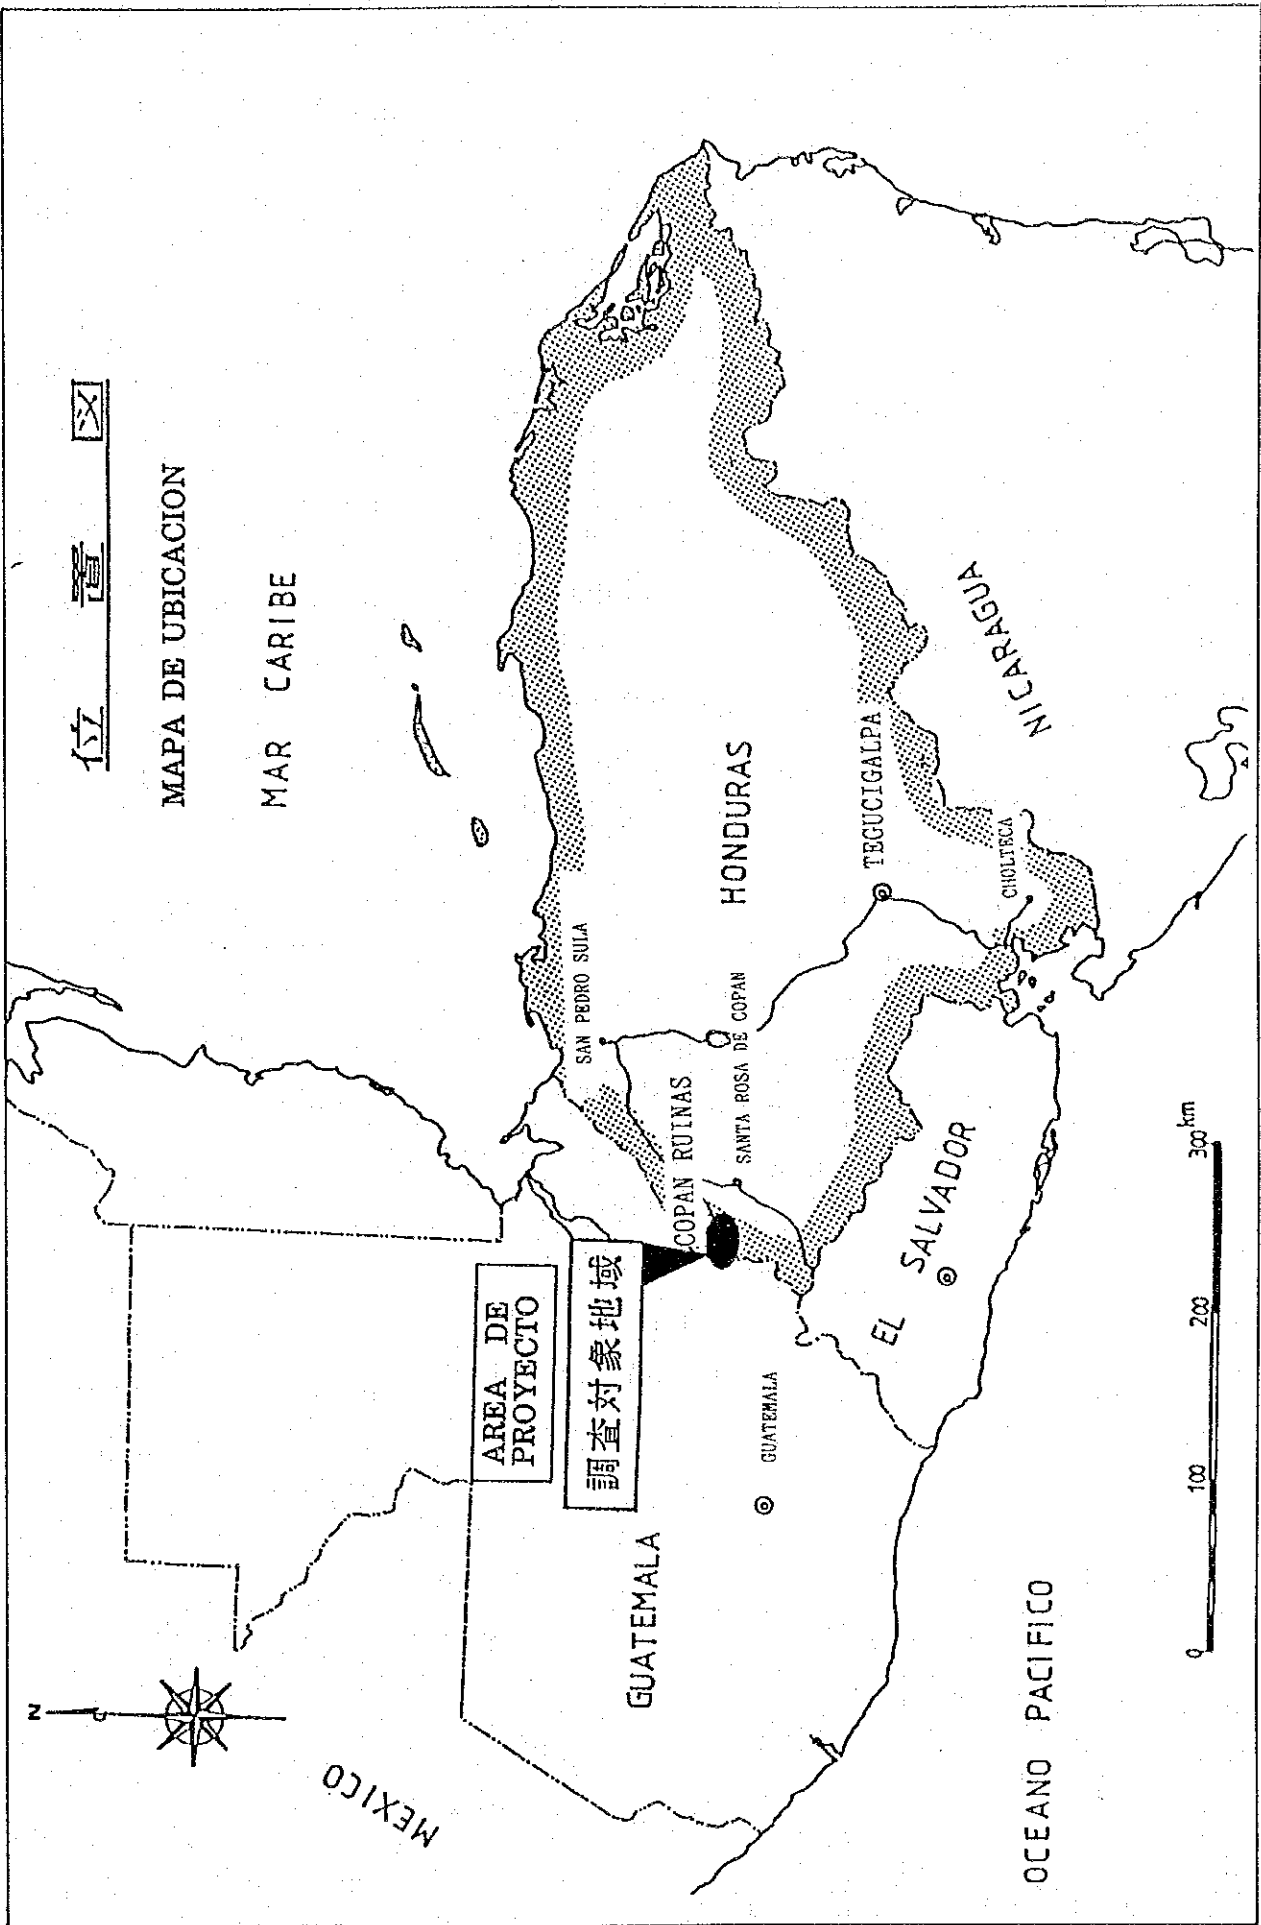 位置図
MAPA DE UBICACION
MAR CARIBE
N
MEXICO
AREA DE
PROYECTO
調査対象地域
GUATEMALA
GUATEMALA
COPAN RUINAS
SAN PEDRO SULA
SANTA ROSA DE COPAN
HONDURAS
TEGUCIGALPA
CHOLTECA
NICARAGUA
EL SALVADOR
OCEANO PACIFICO
0 100 200 300km